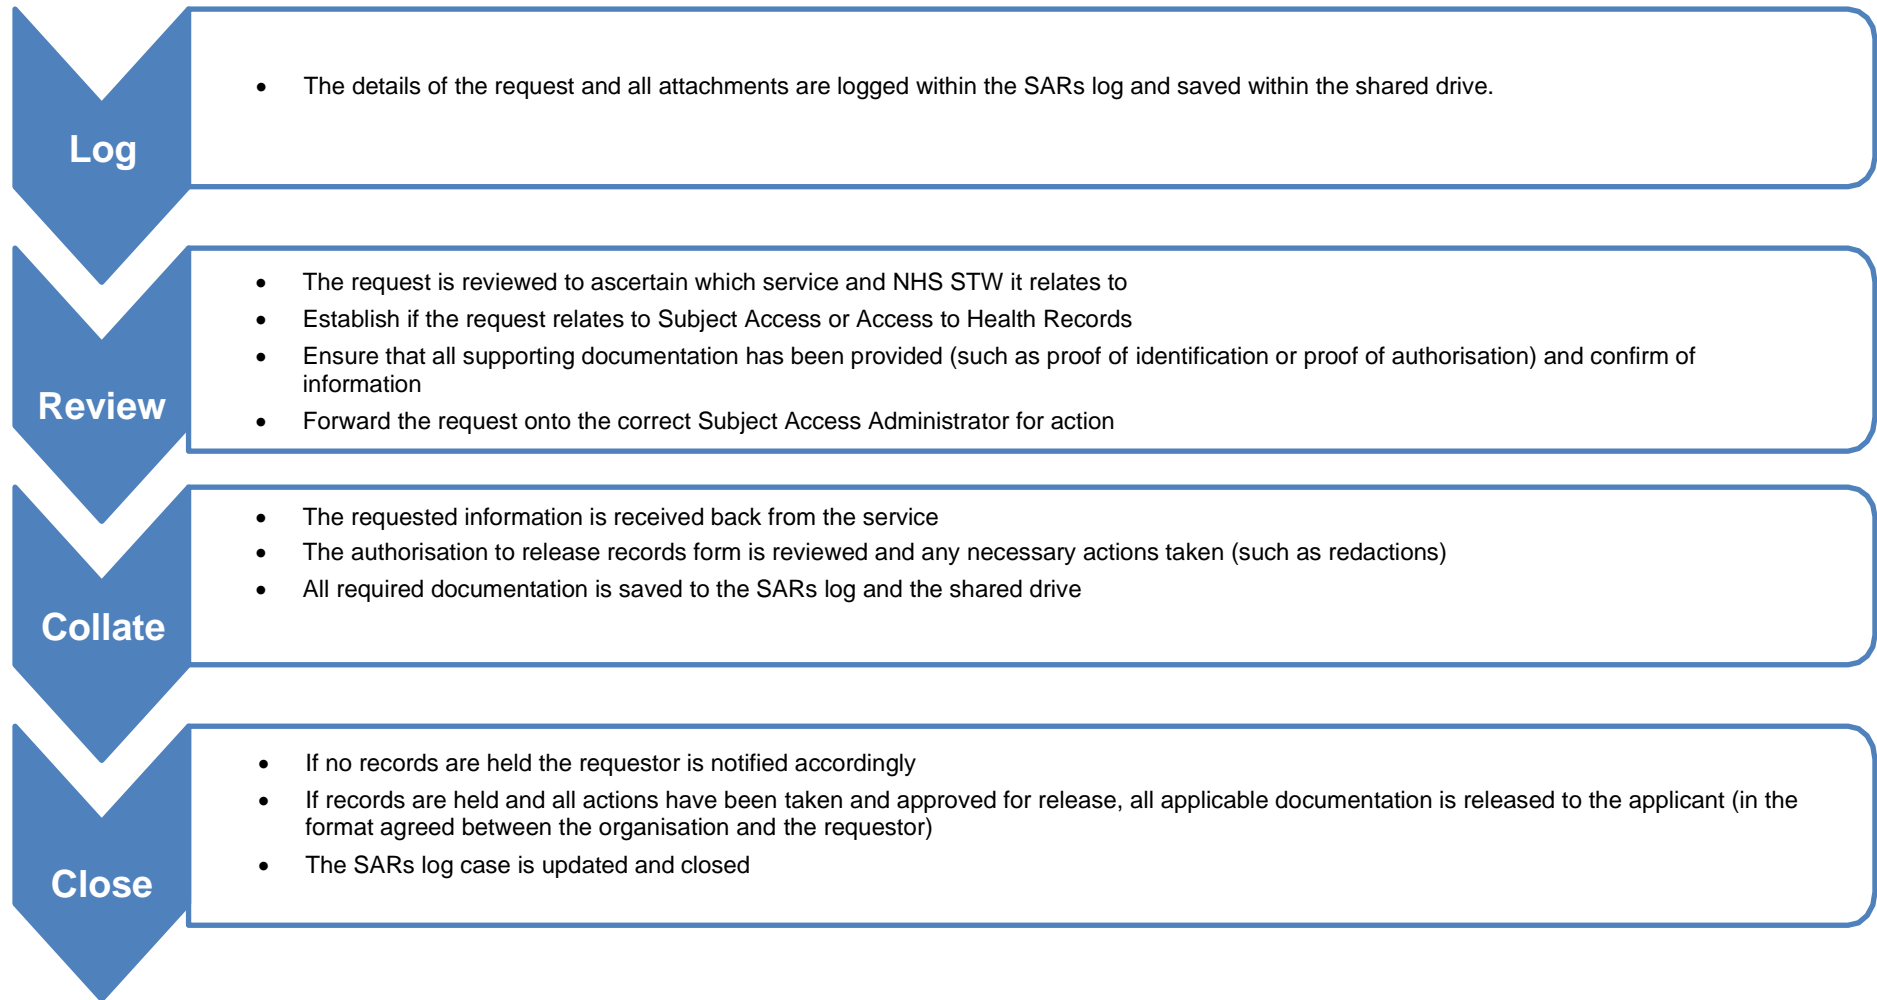 Log
• The details of the request and all attachments are logged within the SARs log and saved within the shared drive.
Review
• The request is reviewed to ascertain which service and NHS STW it relates to
• Establish if the request relates to Subject Access or Access to Health Records
• Ensure that all supporting documentation has been provided (such as proof of identification or proof of authorisation) and confirm of
information
• Forward the request onto the correct Subject Access Administrator for action
Collate
• The requested information is received back from the service
• The authorisation to release records form is reviewed and any necessary actions taken (such as redactions)
• All required documentation is saved to the SARs log and the shared drive
Close
• If no records are held the requestor is notified accordingly
• If records are held and all actions have been taken and approved for release, all applicable documentation is released to the applicant (in the
format agreed between the organisation and the requestor)
• The SARs log case is updated and closed